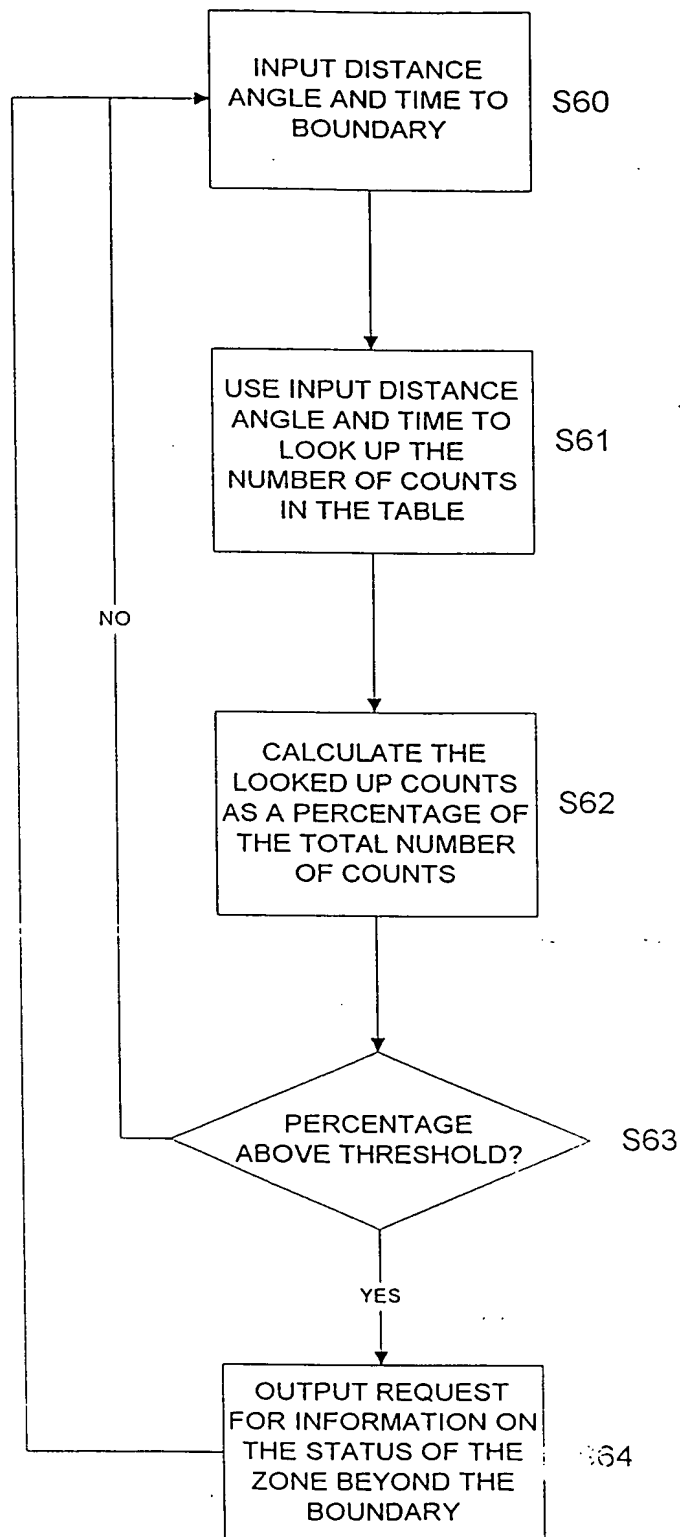 INPUT DISTANCE
ANGLE AND TIME TO
BOUNDARY
S60
USE INPUT DISTANCE
ANGLE AND TIME TO
LOOK UP THE
NUMBER OF COUNTS
IN THE TABLE
S61
NO
CALCULATE THE
LOOKED UP COUNTS
AS A PERCENTAGE OF
THE TOTAL NUMBER
OF COUNTS
S62
PERCENTAGE
ABOVE THRESHOLD?
S63
YES
OUTPUT REQUEST
FOR INFORMATION ON
THE STATUS OF THE
ZONE BEYOND THE
BOUNDARY
64